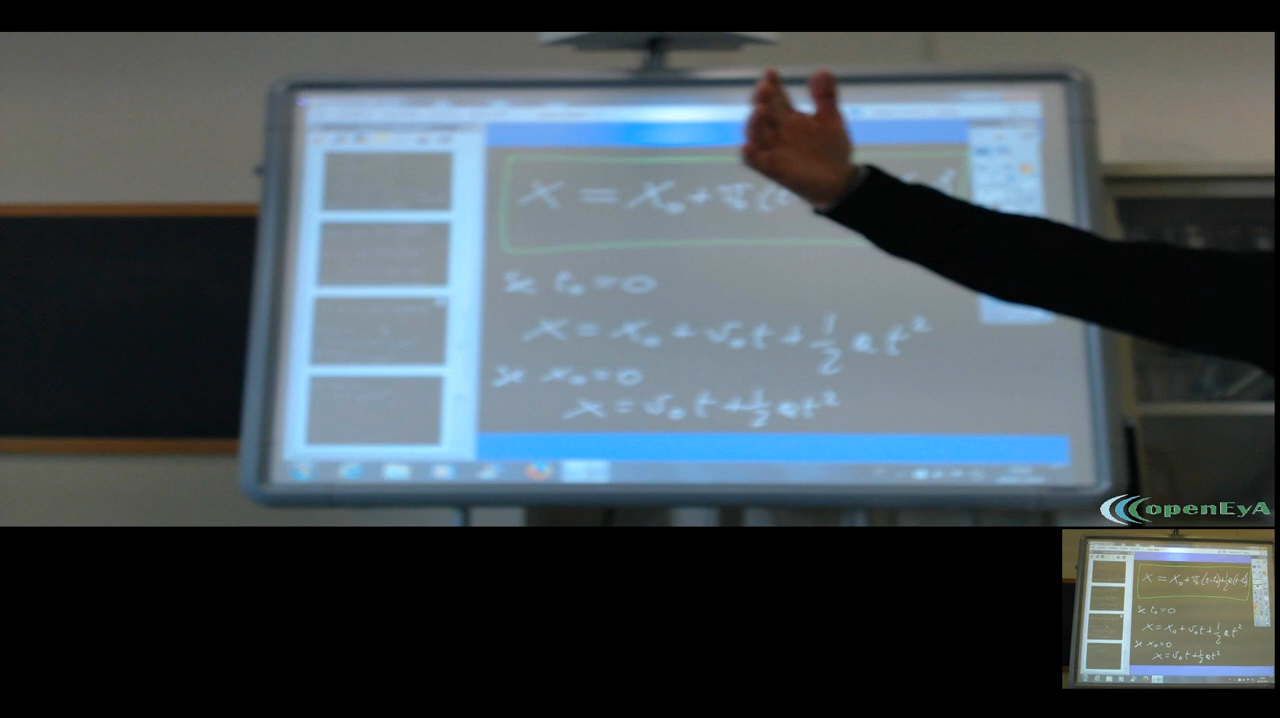 x = x₀ + v₀(t-t₀) + ½a(t-t₀)²
se t₀=0
x = x₀ + v₀t + ½at²
se x₀=0
x = v₀t + ½at²
openEyA